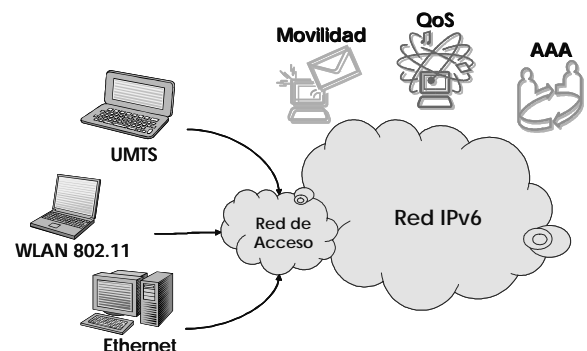 Movilidad
QoS
AAA
UMTS
WLAN 802.11
Ethernet
Red de
Acceso
Red IPv6